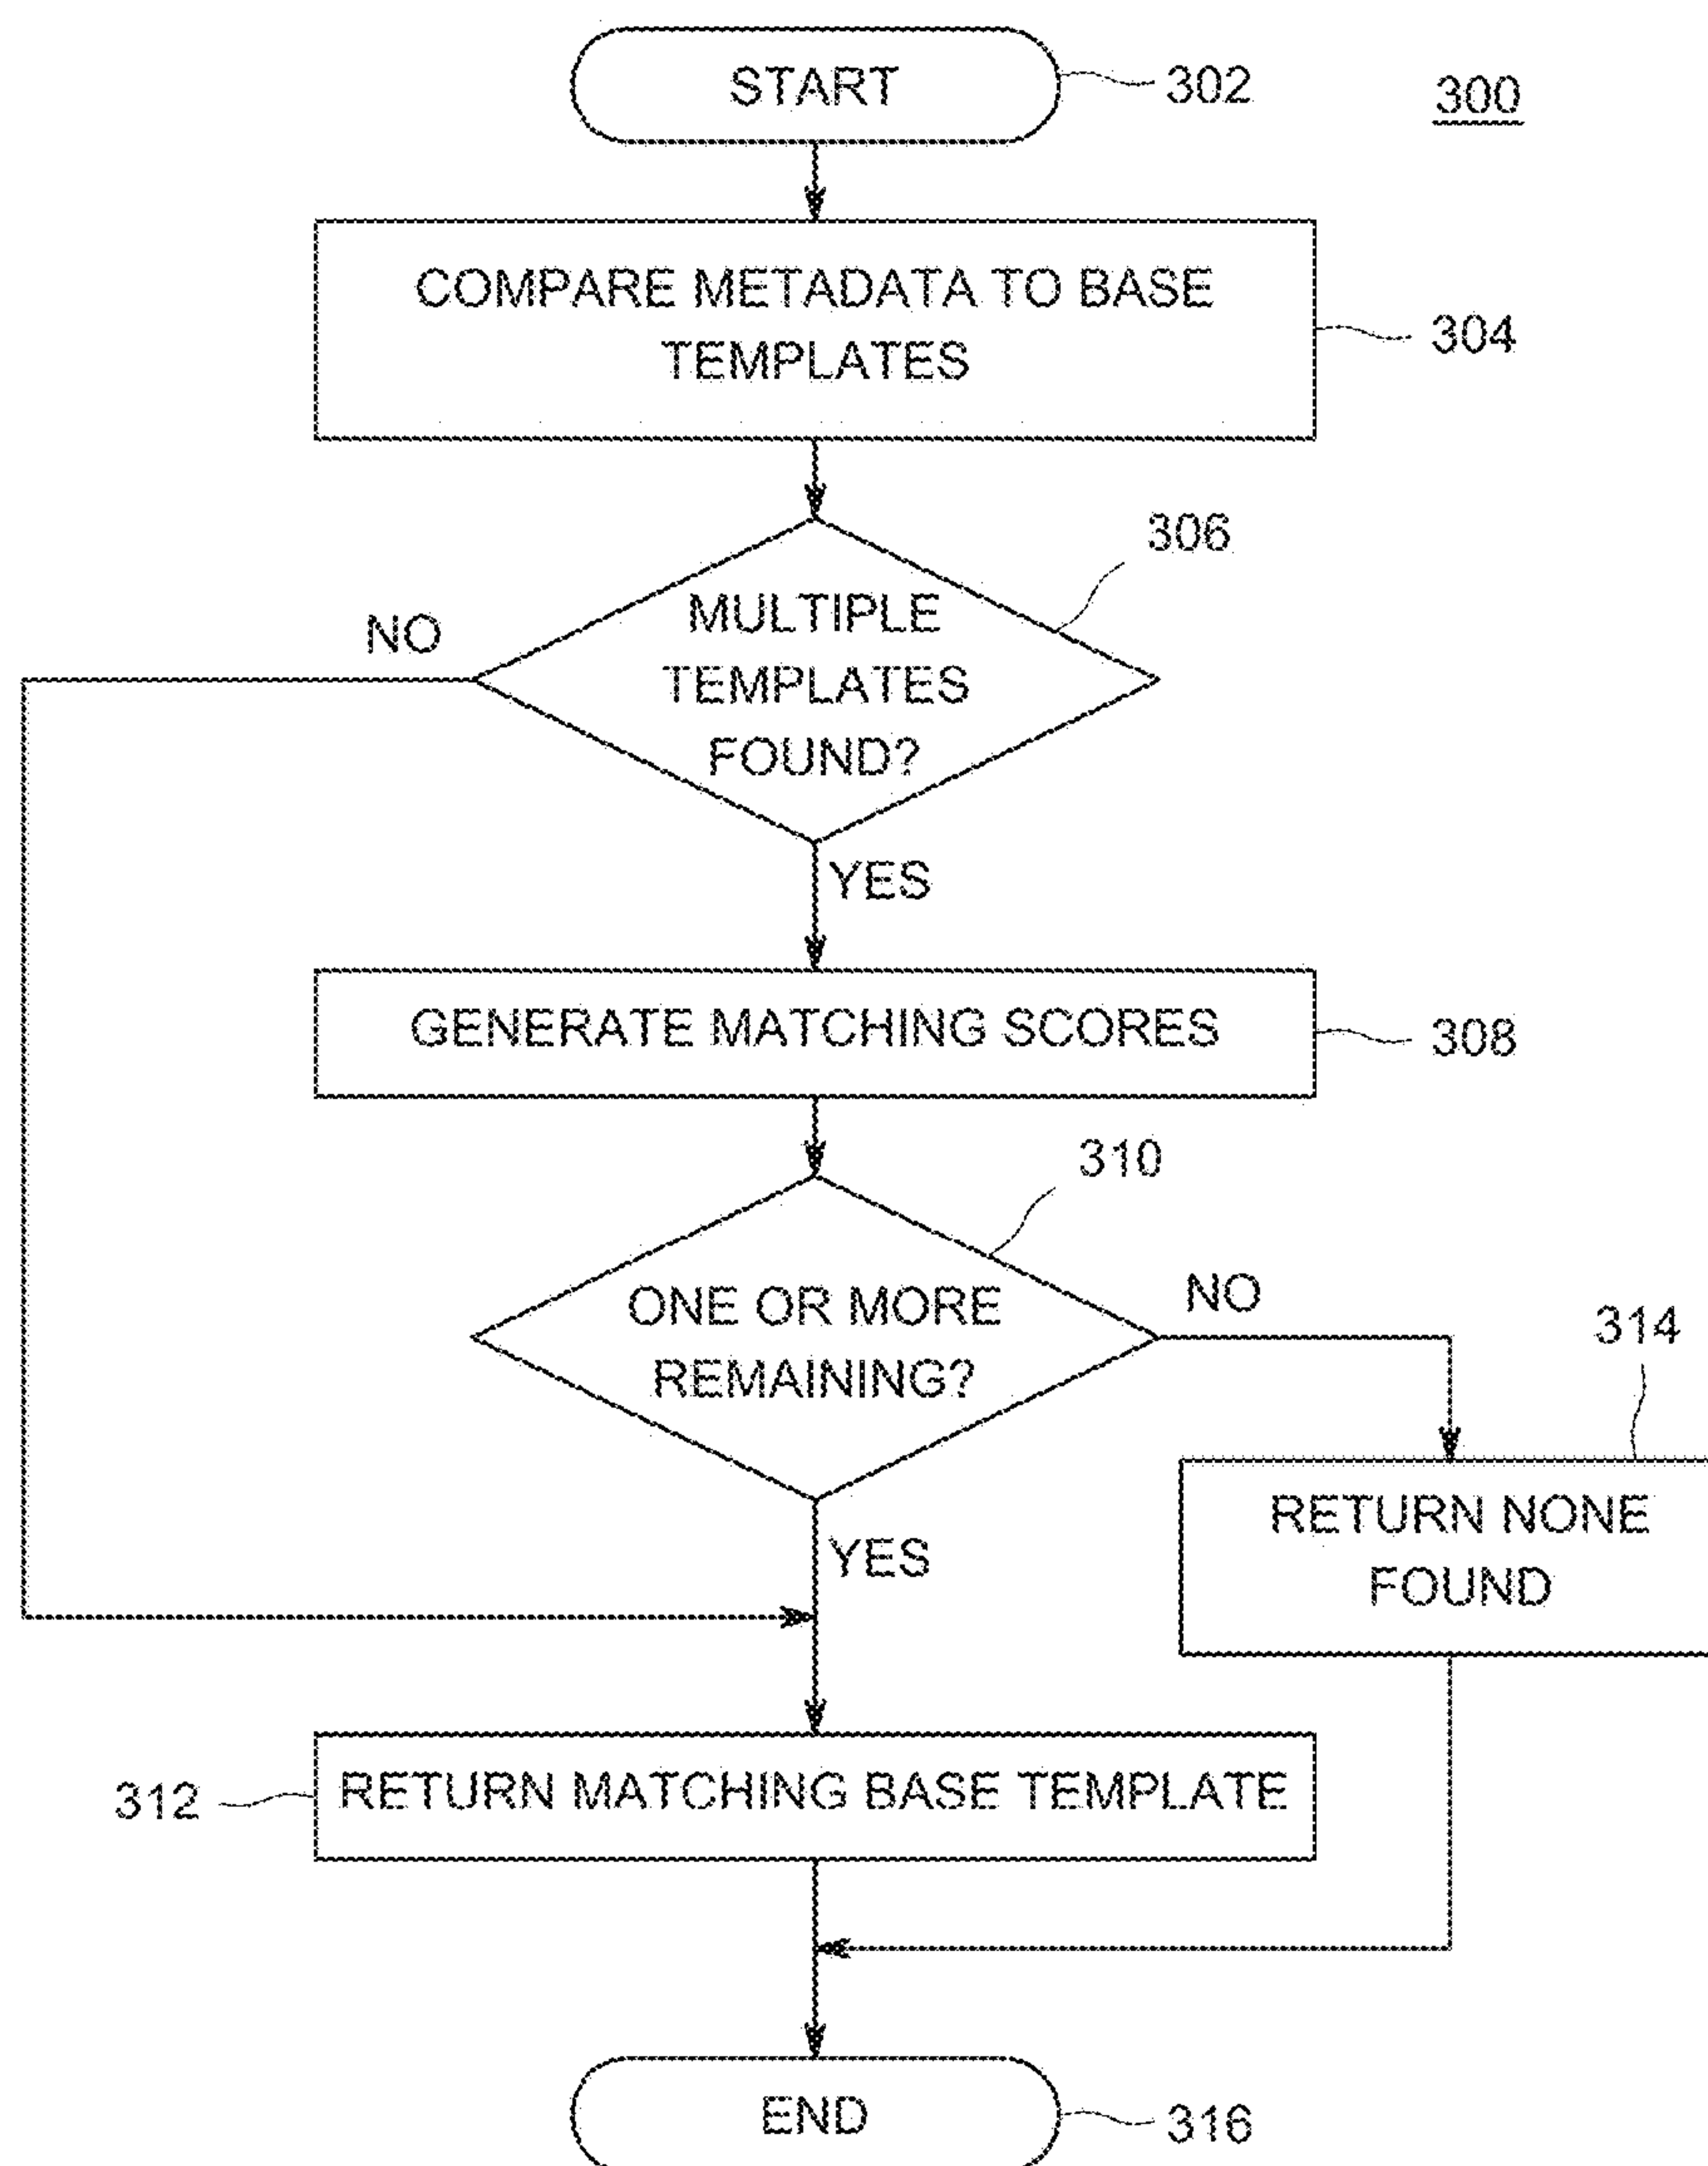 START
302
300
COMPARE METADATA TO BASE
TEMPLATES
304
306
MULTIPLE
TEMPLATES
FOUND?
NO
YES
GENERATE MATCHING SCORES
308
310
ONE OR MORE
REMAINING?
NO
314
RETURN NONE
FOUND
YES
312
RETURN MATCHING BASE TEMPLATE
END
316